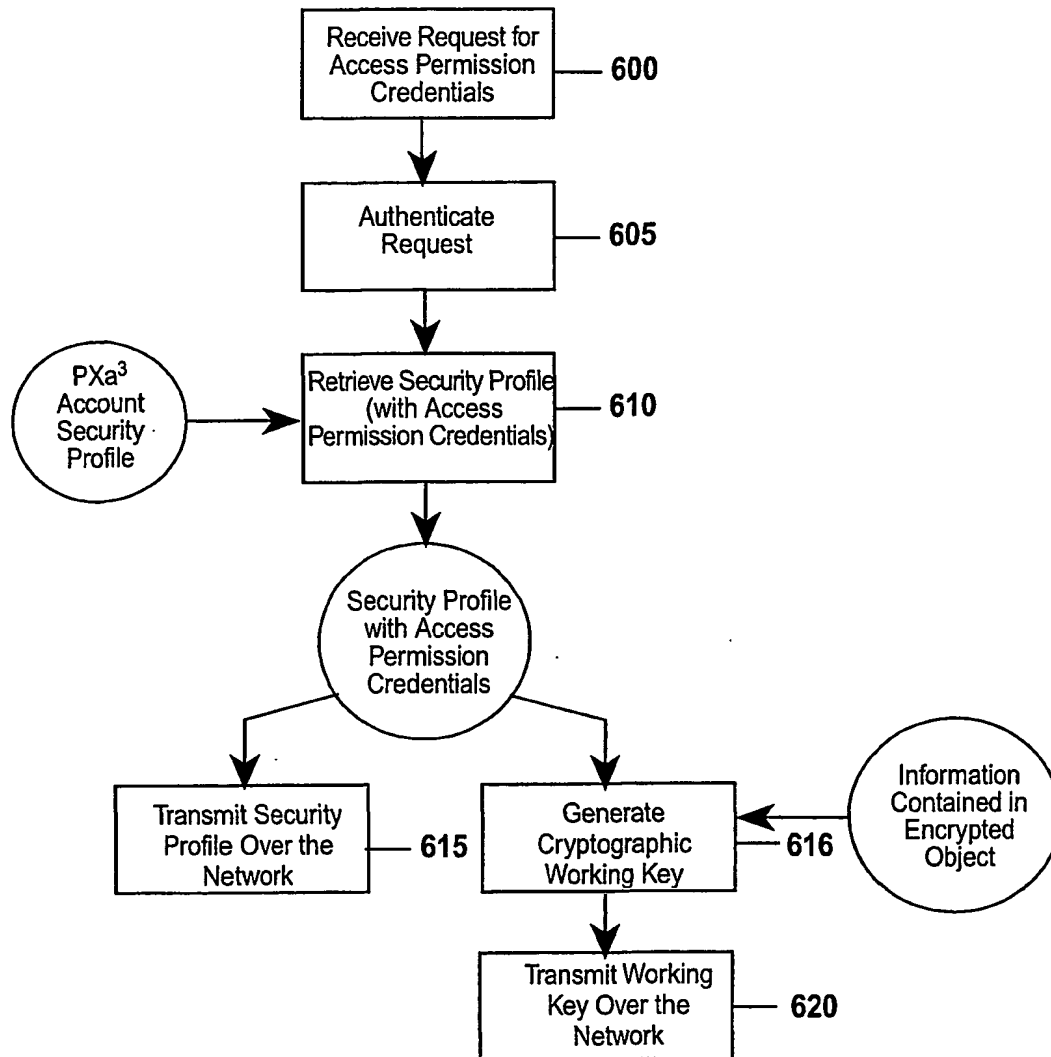 Receive Request for
Access Permission
Credentials
600
Authenticate
Request
605
PXa³
Account
Security
Profile
Retrieve Security Profile
(with Access
Permission Credentials)
610
Security Profile
with Access
Permission
Credentials
Transmit Security
Profile Over the
Network
615
Generate
Cryptographic
Working Key
616
Information
Contained in
Encrypted
Object
Transmit Working
Key Over the
Network
620